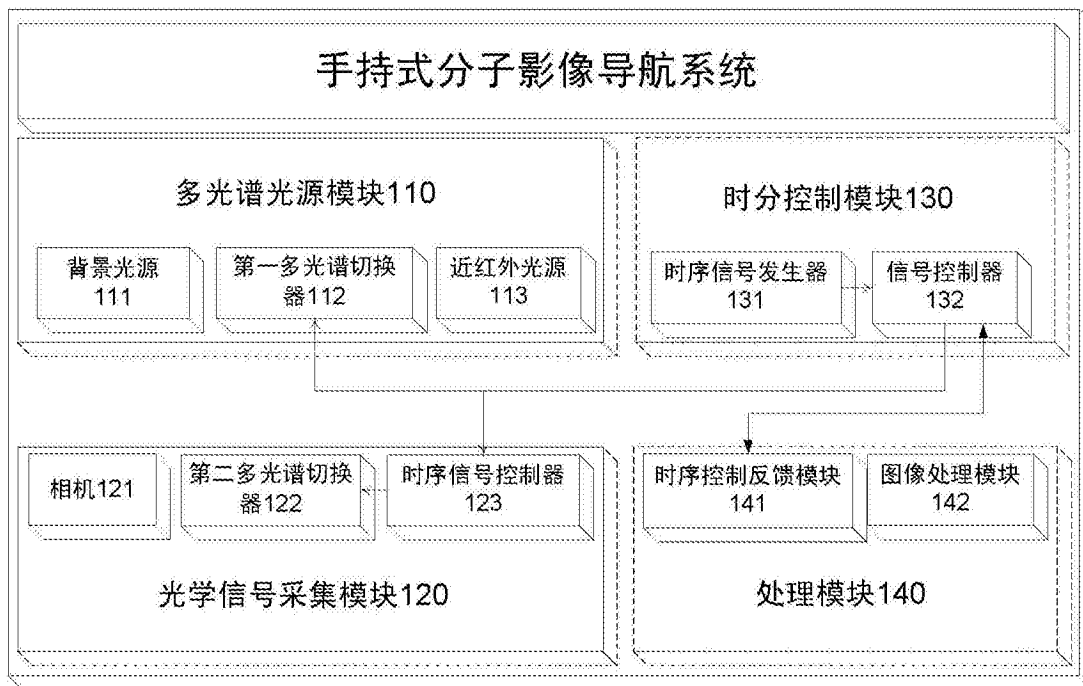 手持式分子影像导航系统
多光谱光源模块110
背景光源
111
第一多光谱切换
器112
近红外光源
113
时分控制模块130
时序信号发生器
131
信号控制器
132
相机121
第二多光谱切换
器122
时序信号控制器
123
光学信号采集模块120
时序控制反馈模块
141
图像处理模块
142
处理模块140